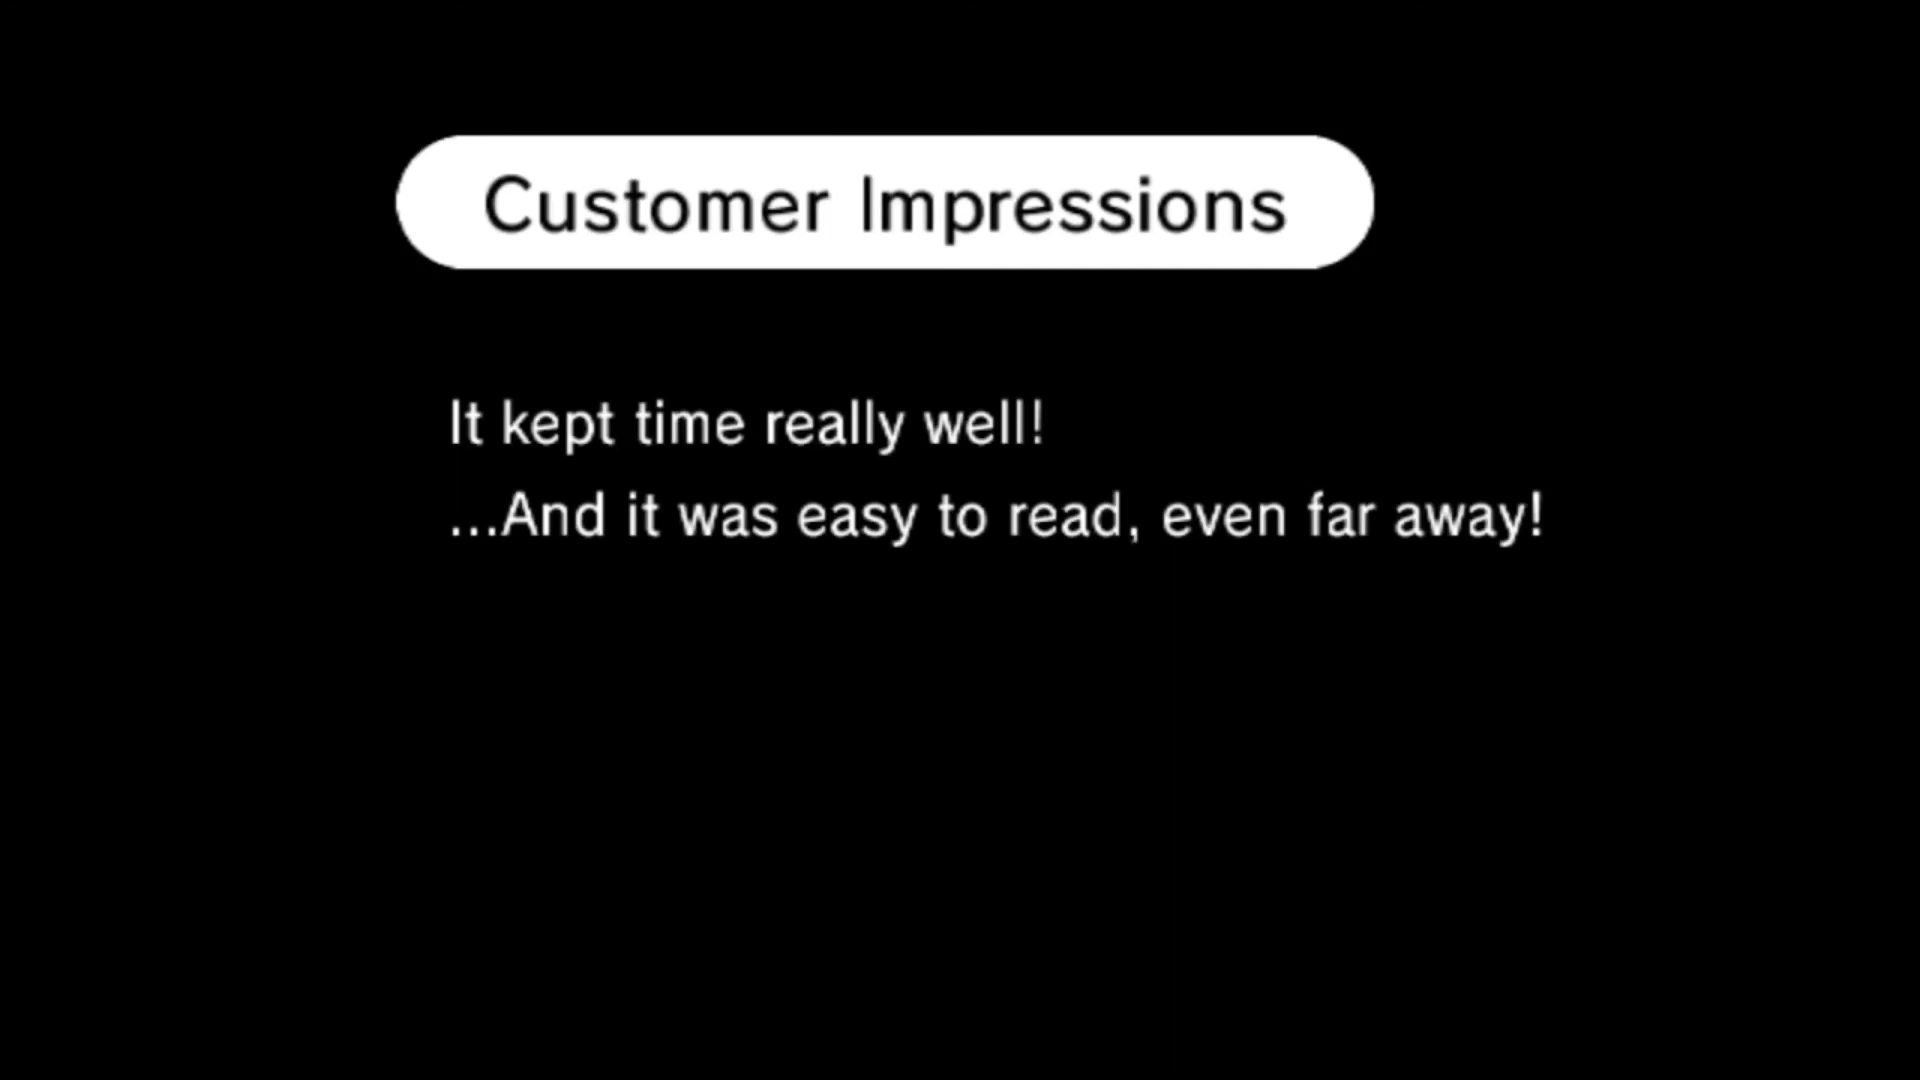 Customer Impressions
It kept time really well!
...And it was easy to read, even far away!